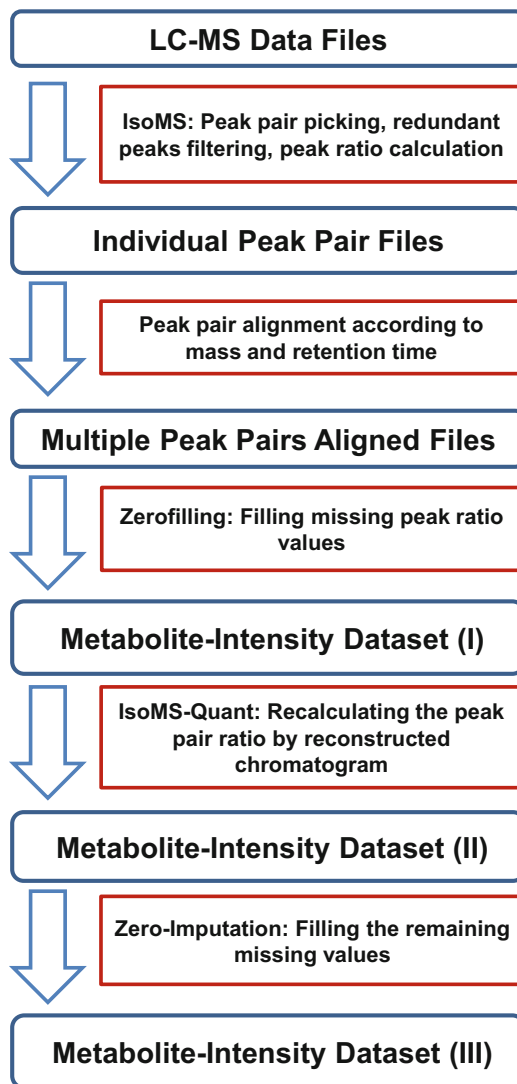 LC-MS Data Files
IsoMS: Peak pair picking, redundant
peaks filtering, peak ratio calculation
Individual Peak Pair Files
Peak pair alignment according to
mass and retention time
Multiple Peak Pairs Aligned Files
Zerofilling: Filling missing peak ratio
values
Metabolite-Intensity Dataset (I)
IsoMS-Quant: Recalculating the peak
pair ratio by reconstructed
chromatogram
Metabolite-Intensity Dataset (II)
Zero-Imputation: Filling the remaining
missing values
Metabolite-Intensity Dataset (III)